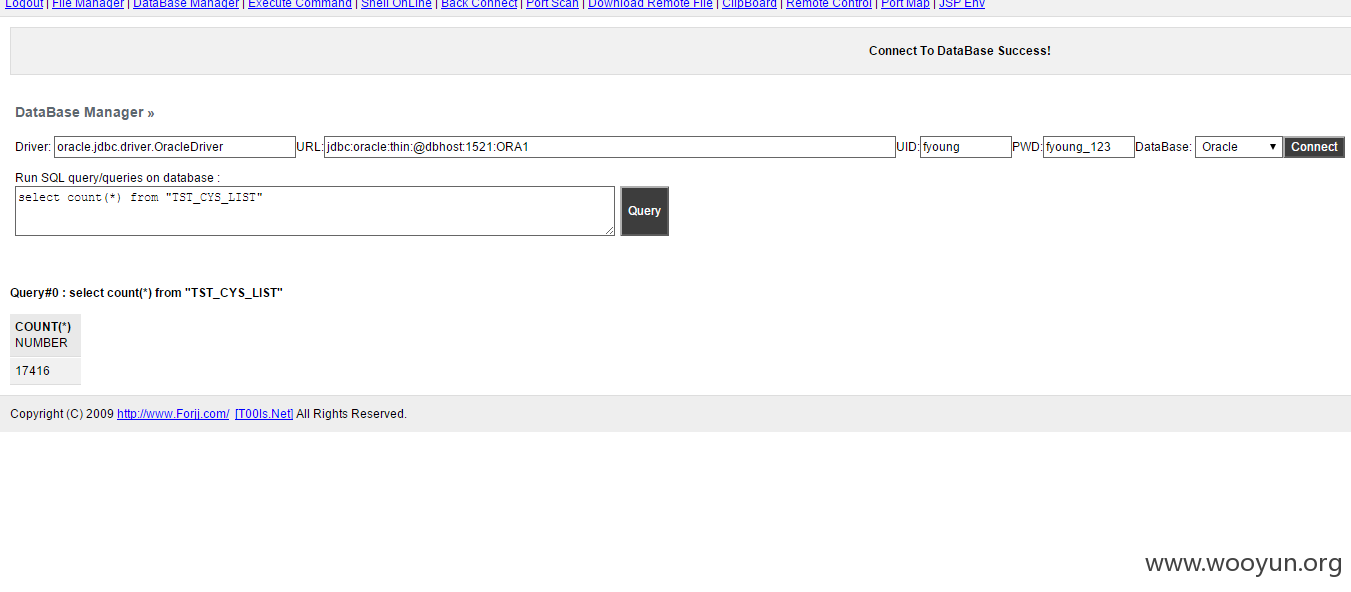 Logout | File Manager | DataBase Manager | Execute Command | Shell OnLine | Back Connect | Port Scan | Download Remote File | ClipBoard | Remote Control | Port Map | JSP Env
Connect To DataBase Success!
DataBase Manager »
Driver: oracle.jdbc.driver.OracleDriver URL: jdbc:oracle:thin:@dbhost:1521:ORA1 UID: fyoung PWD: fyoung_123 DataBase: Oracle Connect
Run SQL query/queries on database :
select count(*) from "TST_CYS_LIST"
Query
Query#0 : select count(*) from "TST_CYS_LIST"
COUNT(*)
NUMBER
17416
Copyright (C) 2009 http://www.Forjj.com/ [T00ls.Net] All Rights Reserved.
www.wooyun.org